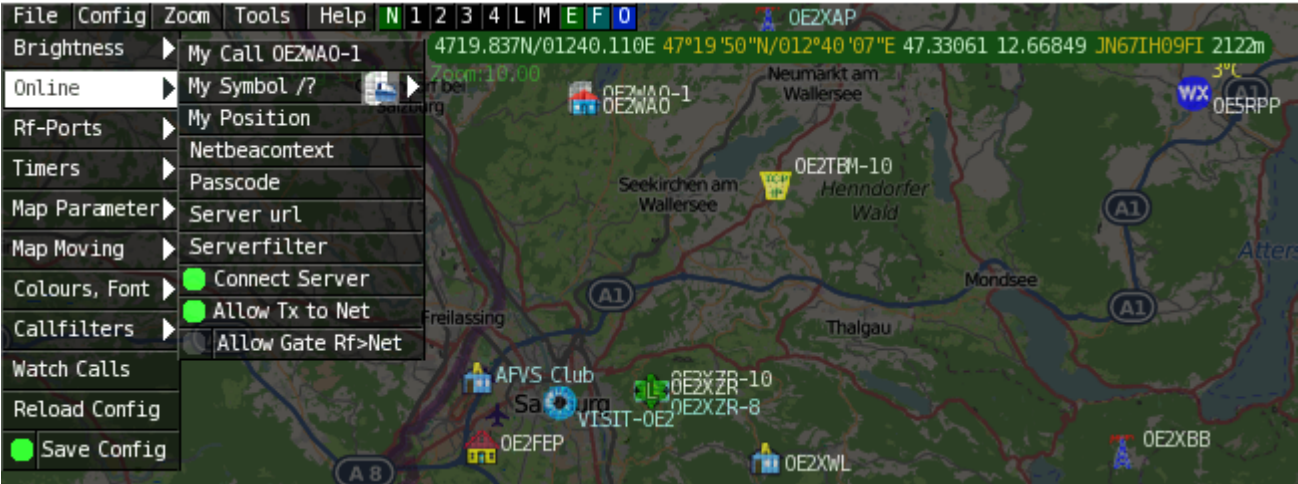 File Config Zoom Tools Help N 1 2 3 4 L M E F O
OE2XAP
Brightness
Online
Rf-Ports
Timers
Map Parameter
Map Moving
Colours, Font
Callfilters
Watch Calls
Reload Config
Save Config
My Call OE2WAO-1
My Symbol /?
My Position
Netbeacontext
Passcode
Server url
Serverfilter
Connect Server
Allow Tx to Net
Allow Gate Rf>Net
4719.837N/01240.110E 47°19'50"N/012°40'07"E 47.33061 12.66849 JN67IH09FI 2122m
Zoom:10.00
Neumarkt am
Wallersee
3°C
WX
A1
OE5RPP
OE2WAO-1
OE2WAO
Salzburg
OE2TBM-10
TCP
IP
Seekirchen am
Wallersee
Henndorfer
Wald
A1
Mondsee
A1
A1
Freilassing
Thalgau
AFVS Club
OE2XZR-10
L
OE2XZR
OE2XZR-8
VISIT-OE2
OE2FEP
OE2XWL
OE2XBB
A 8